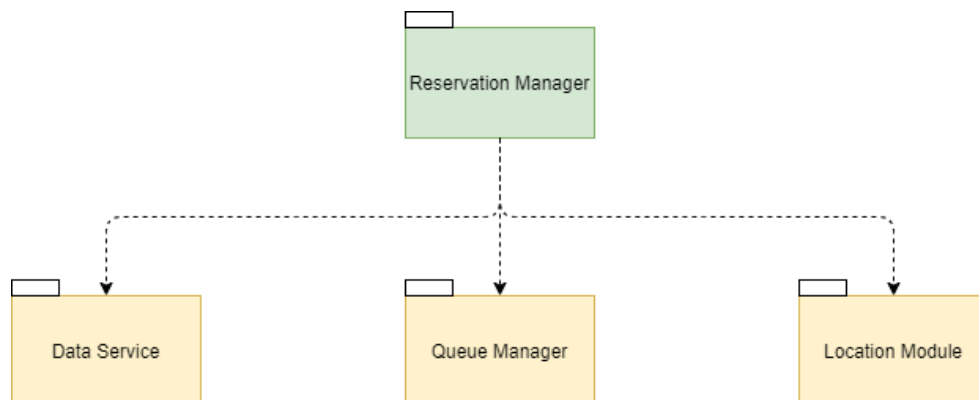 Reservation Manager
Data Service
Queue Manager
Location Module